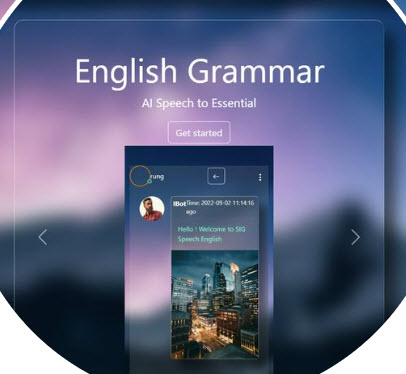 English Grammar
AI Speech to Essential
Get started
rung
IBot Time: 2022-09-02 11:14:16
ago
Hello ! Welcome to SIG
Speech English